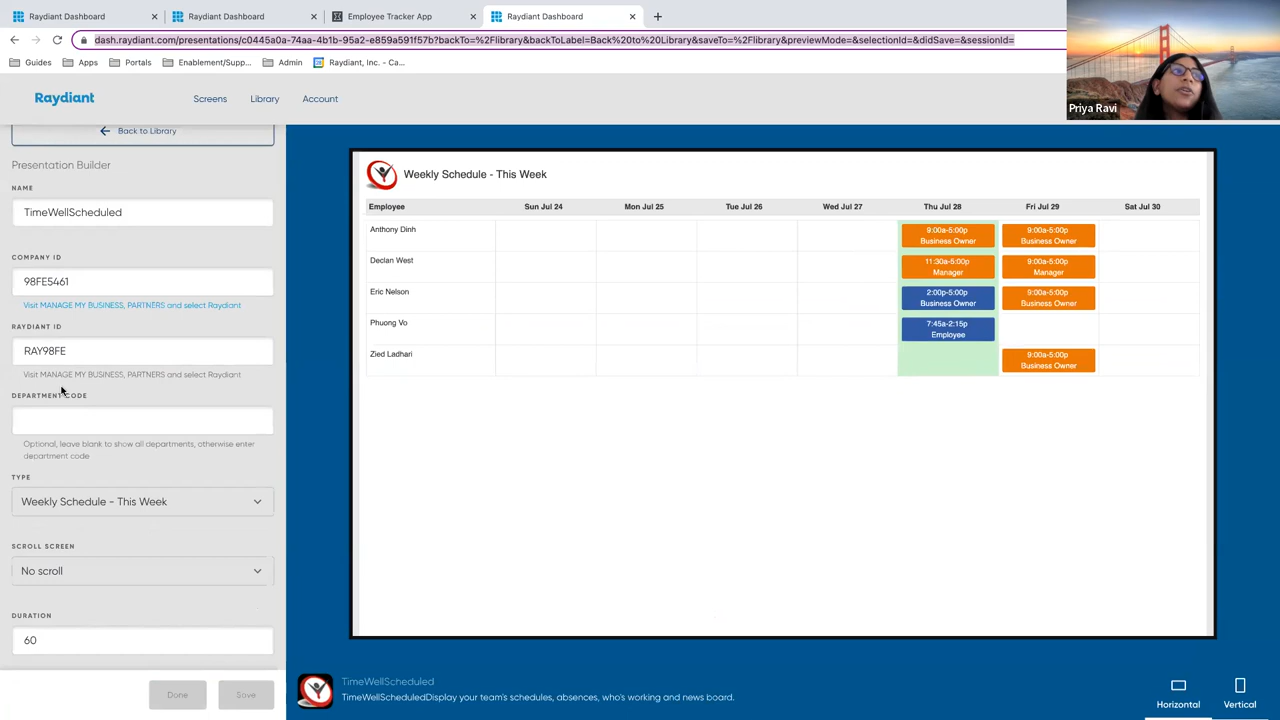 Raydiant Dashboard
Raydiant Dashboard
Employee Tracker App
Raydiant Dashboard
dash.raydiant.com/presentations/c0445a0a-74aa-4b1b-95a2-e859a591f57b?backTo=%2Flibrary&backToLabel=Back%20to%20Library&saveTo=%2Flibrary&previewMode=&selectionId=&didSave=&sessionId=
Guides Apps Portals Enablement/Supp... Admin Raydiant, Inc. - Ca...
Priya Ravi
Raydiant Screens Library Account
Back to Library
Presentation Builder
NAME
TimeWellScheduled
COMPANY ID
98FE5461
Visit MANAGE MY BUSINESS, PARTNERS and select Raydiant
RAYDIANT ID
RAY98FE
Visit MANAGE MY BUSINESS, PARTNERS and select Raydiant
DEPARTMENT CODE
Optional, leave blank to show all departments, otherwise enter
department code
TYPE
Weekly Schedule - This Week
SCROLL SCREEN
No scroll
DURATION
60
Done Save
Weekly Schedule - This Week
Employee Sun Jul 24 Mon Jul 25 Tue Jul 26 Wed Jul 27 Thu Jul 28 Fri Jul 29 Sat Jul 30
Anthony Dinh 9:00a-5:00p 9:00a-5:00p
Business Owner Business Owner
Declan West 11:30a-5:00p 9:00a-5:00p
Manager Manager
Eric Nelson 2:00p-5:00p 9:00a-5:00p
Business Owner Business Owner
Phuong Vo 7:45a-2:15p
Employee
Zied Ladhari 9:00a-5:00p
Business Owner
TimeWellScheduled
TimeWellScheduledDisplay your team's schedules, absences, who's working and news board.
Horizontal Vertical